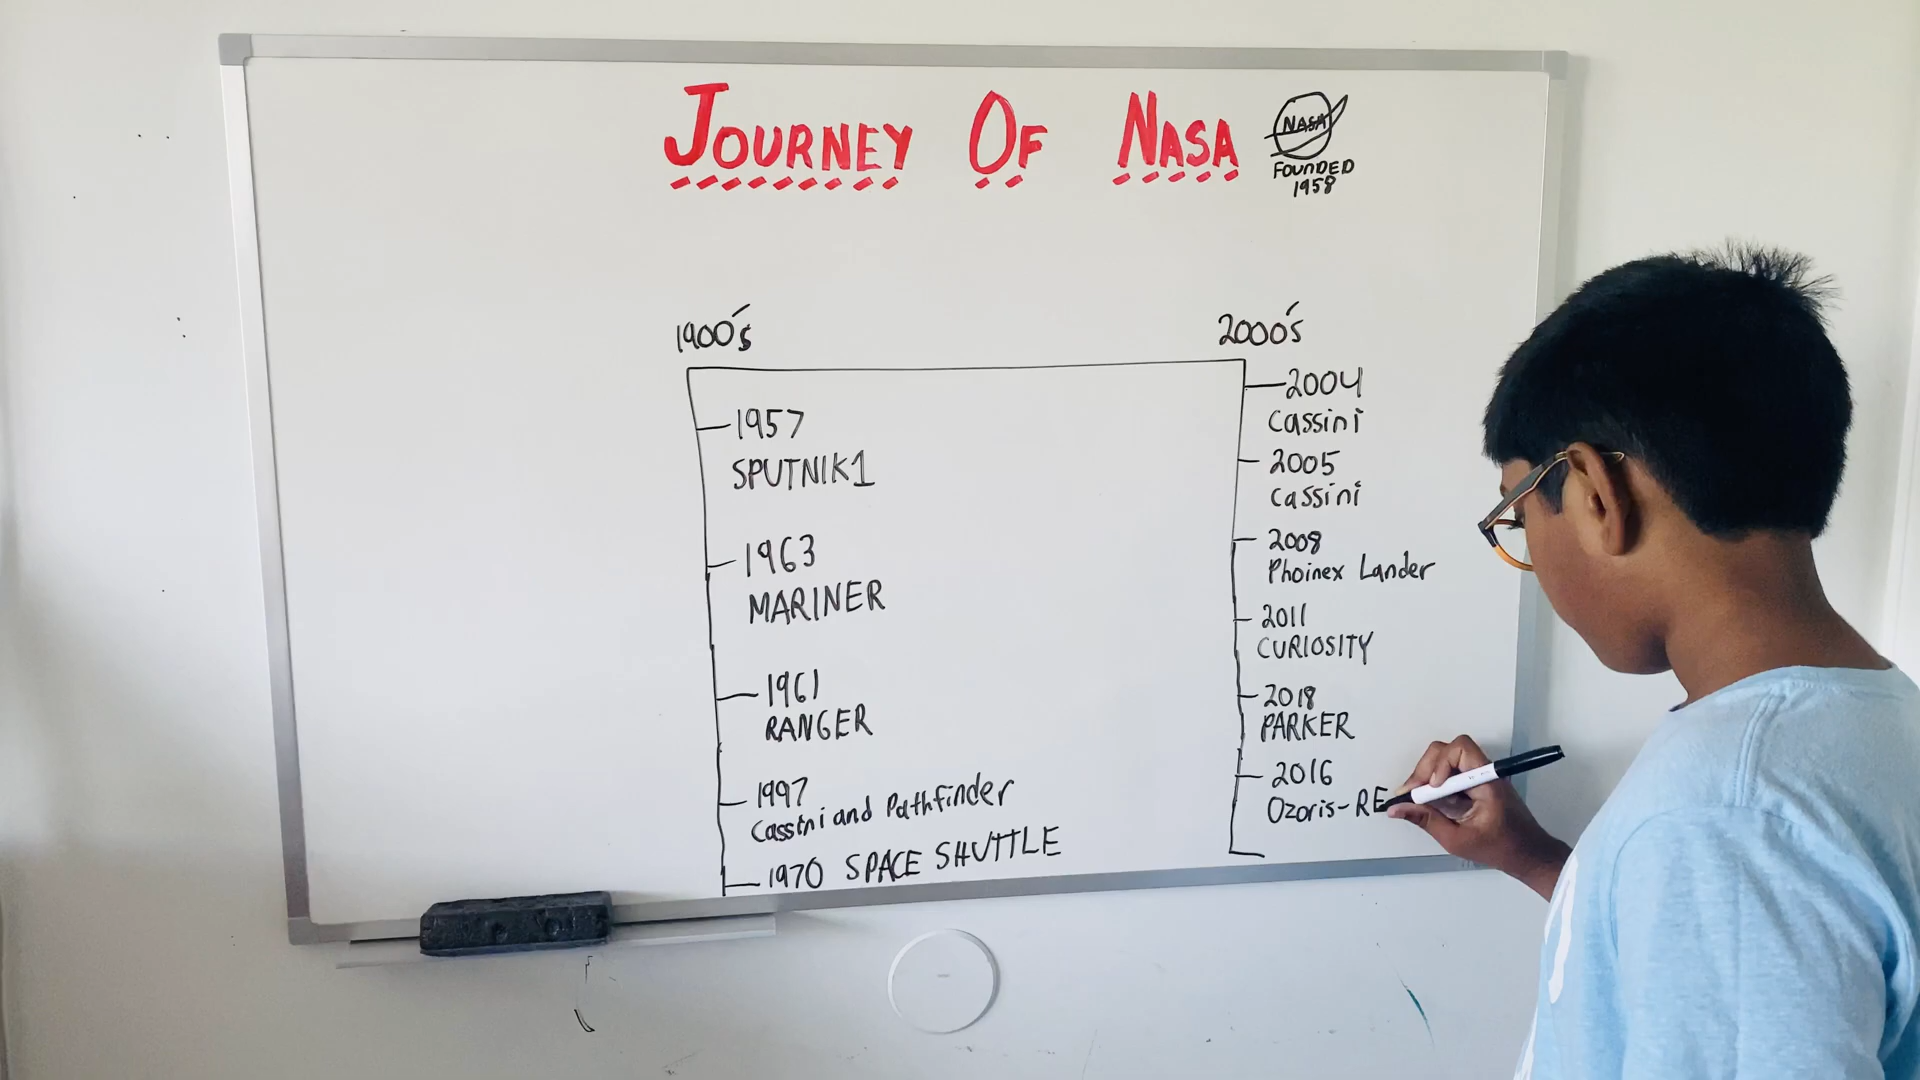 JOURNEY OF NASA
NASA
FOUNDED
1958
1900's
1957
SPUTNIK1
1963
MARINER
1961
RANGER
1997
Cassini and Pathfinder
1970 SPACE SHUTTLE
2000's
2004
Cassini
2005
Cassini
2008
Phoinex Lander
2011
CURIOSITY
2018
PARKER
2016
Ozoris-RE